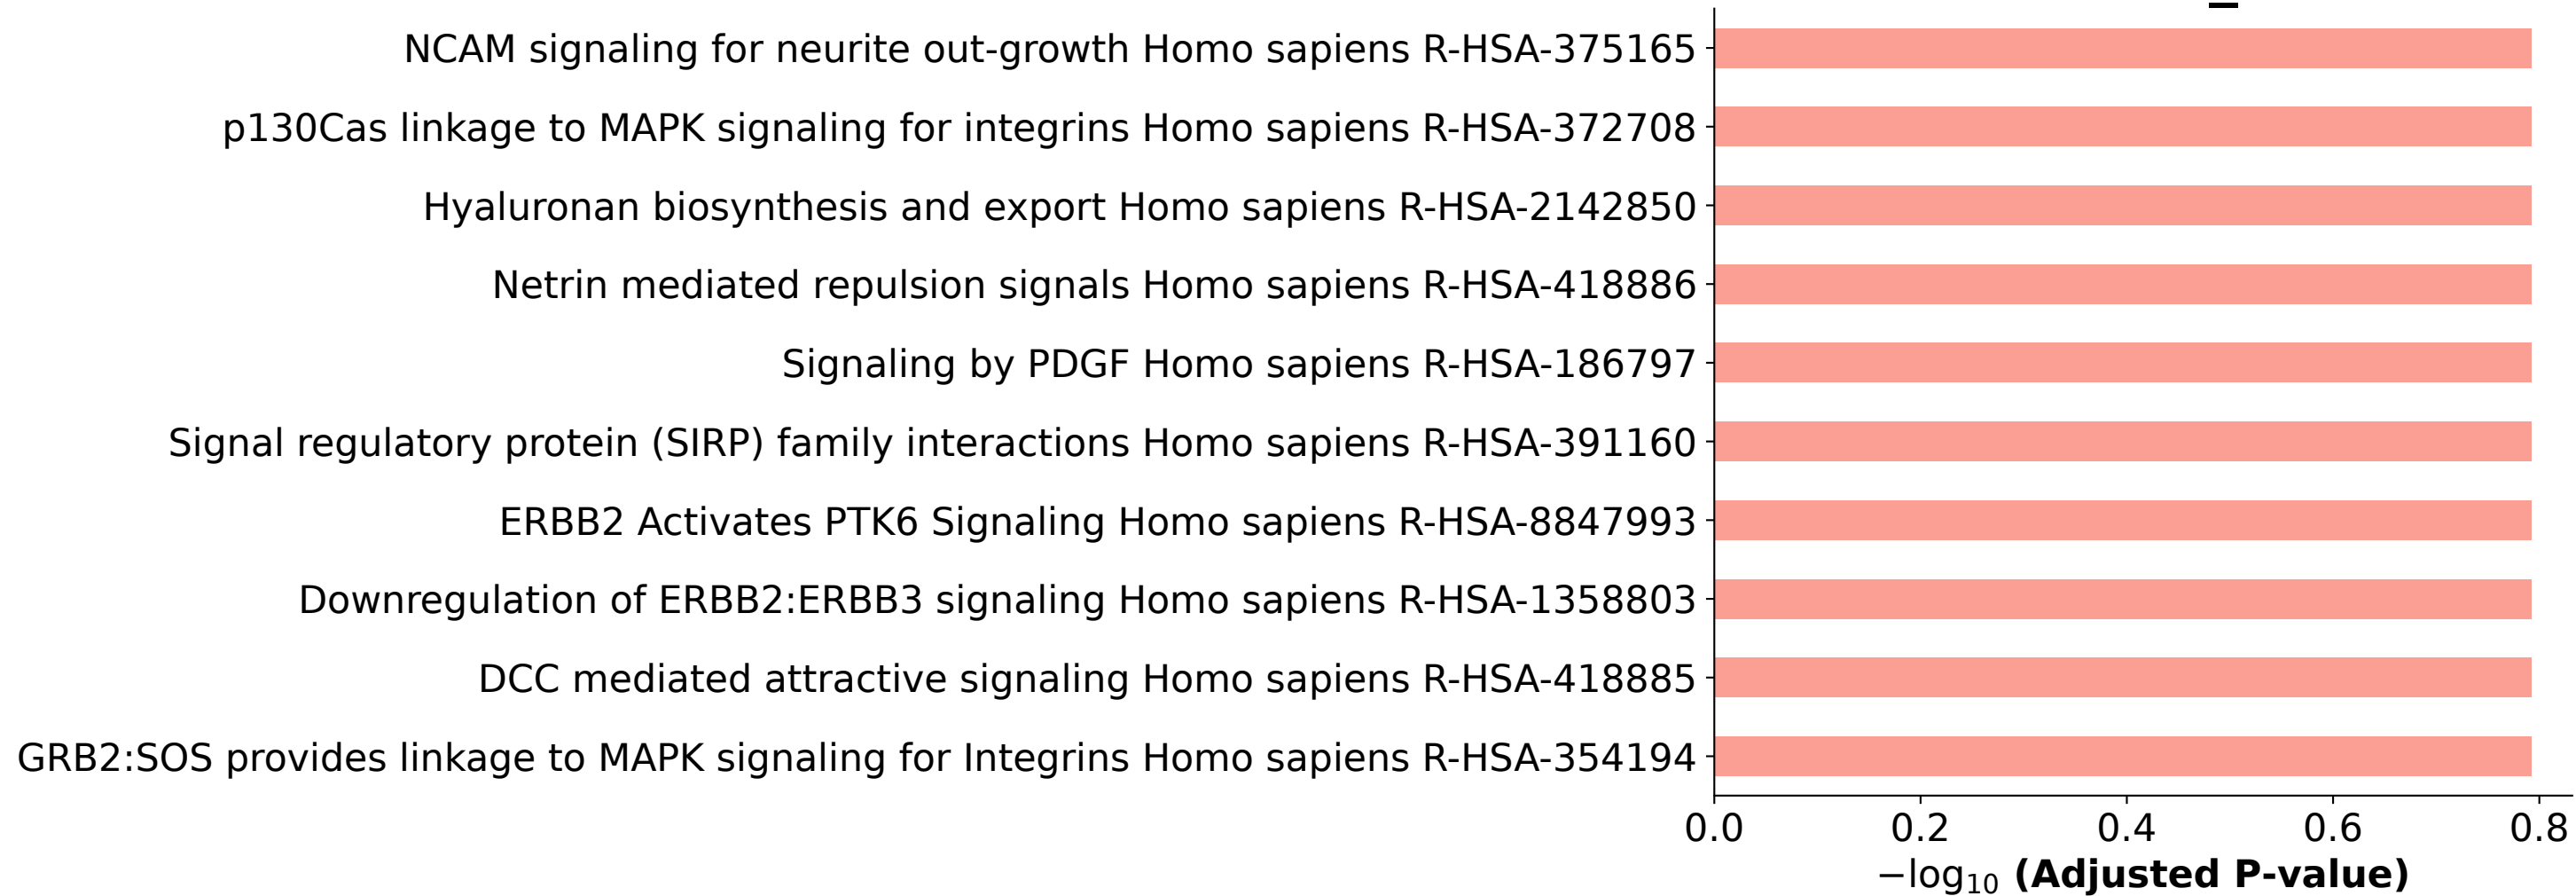 NCAM signaling for neurite out-growth Homo sapiens R-HSA-375165
p130Cas linkage to MAPK signaling for integrins Homo sapiens R-HSA-372708
Hyaluronan biosynthesis and export Homo sapiens R-HSA-2142850
Netrin mediated repulsion signals Homo sapiens R-HSA-418886
Signaling by PDGF Homo sapiens R-HSA-186797
Signal regulatory protein (SIRP) family interactions Homo sapiens R-HSA-391160
ERBB2 Activates PTK6 Signaling Homo sapiens R-HSA-8847993
Downregulation of ERBB2:ERBB3 signaling Homo sapiens R-HSA-1358803
DCC mediated attractive signaling Homo sapiens R-HSA-418885
GRB2:SOS provides linkage to MAPK signaling for Integrins Homo sapiens R-HSA-354194
0.0 0.2 0.4 0.6 0.8
−log₁₀ (Adjusted P-value)